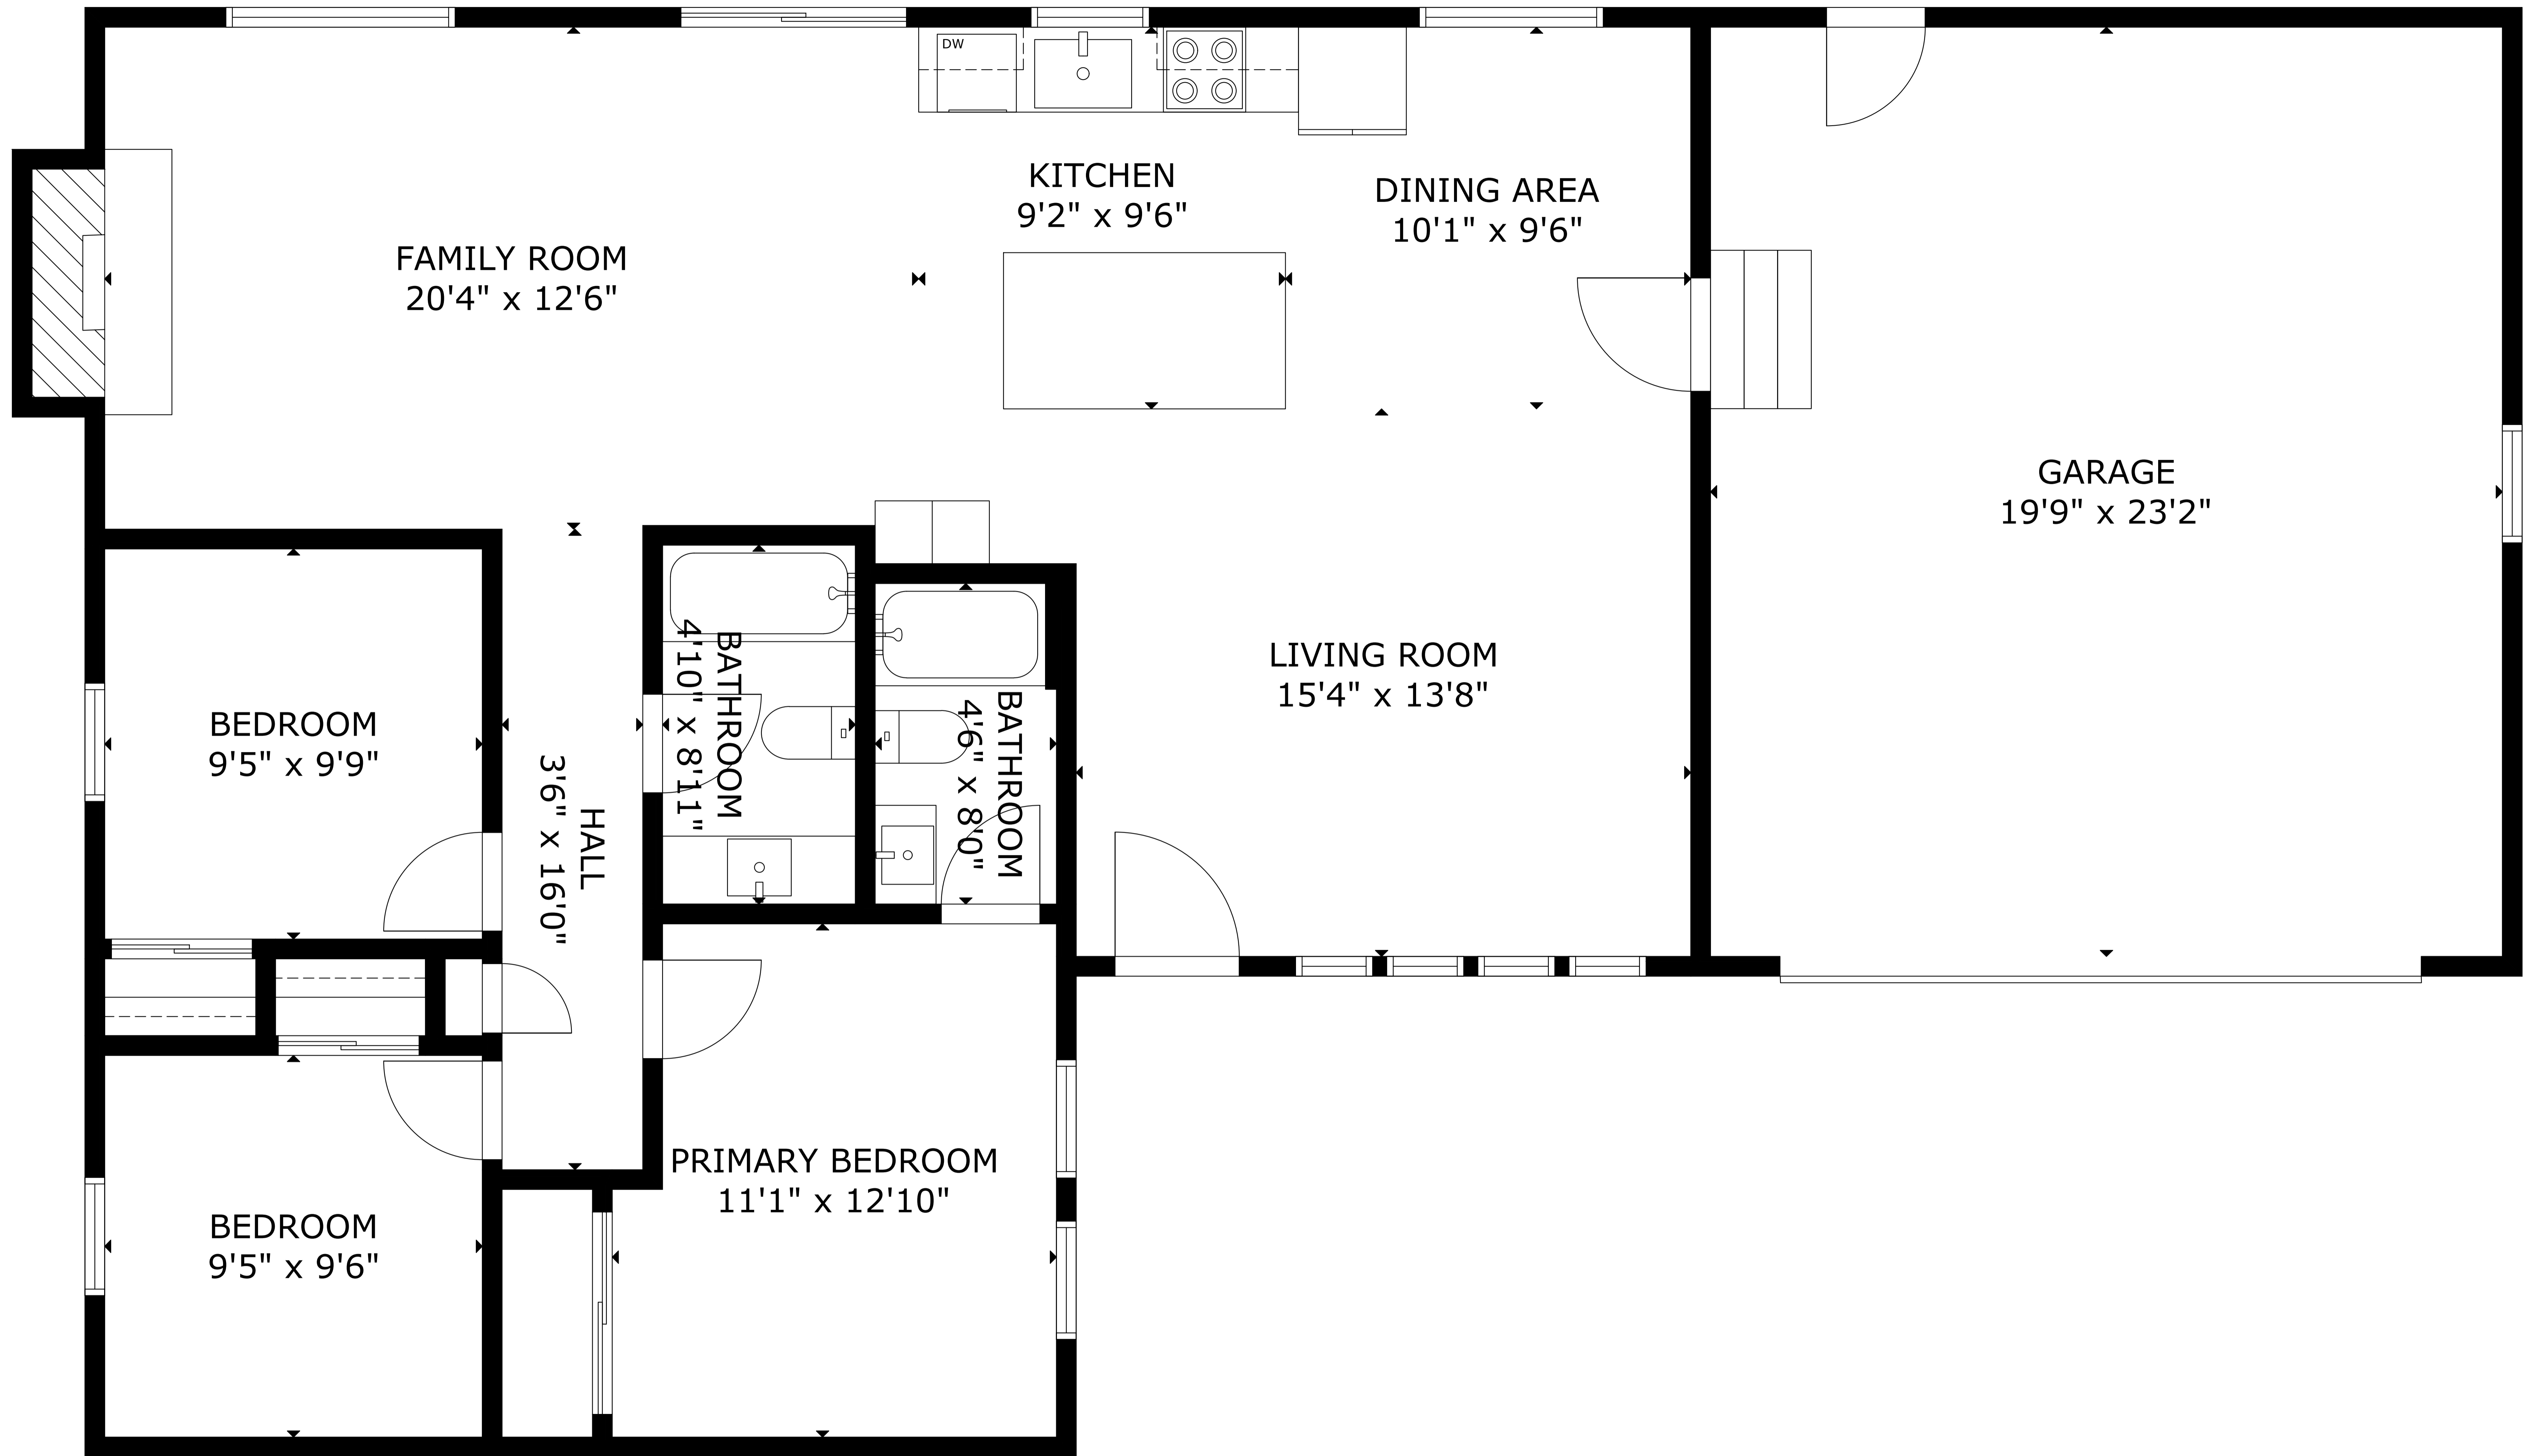 DW
KITCHEN
9'2" x 9'6"
DINING AREA
10'1" x 9'6"
FAMILY ROOM
20'4" x 12'6"
GARAGE
19'9" x 23'2"
LIVING ROOM
15'4" x 13'8"
BATHROOM
4'10" x 8'11"
BATHROOM
4'6" x 8'0"
BEDROOM
9'5" x 9'9"
HALL
3'6" x 16'0"
PRIMARY BEDROOM
11'1" x 12'10"
BEDROOM
9'5" x 9'6"